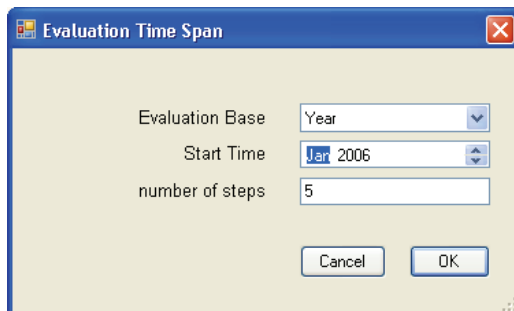 Evaluation Time Span
Evaluation Base Year
Start Time Jan 2006
number of steps 5
Cancel OK